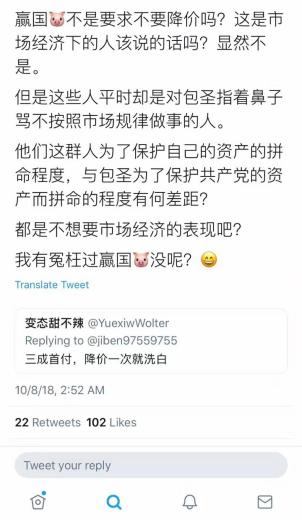 赢国🐷不是要求不要降价吗？这是市
场经济下的人该说的话吗？显然不
是。
但是这些人平时却是对包圣指着鼻子
骂不按照市场规律做事的人。
他们这群人为了保护自己的资产的拼
命程度，与包圣为了保护共产党的资
产而拼命的程度有何差距？
都是不想要市场经济的表现吧？
我有冤枉过赢国🐷没呢？😄
Translate Tweet
变态甜不辣 @YuexiwWolter
Replying to @jiben97559755
三成首付，降价一次就洗白
10/8/18, 2:52 AM
22 Retweets 102 Likes
Tweet your reply